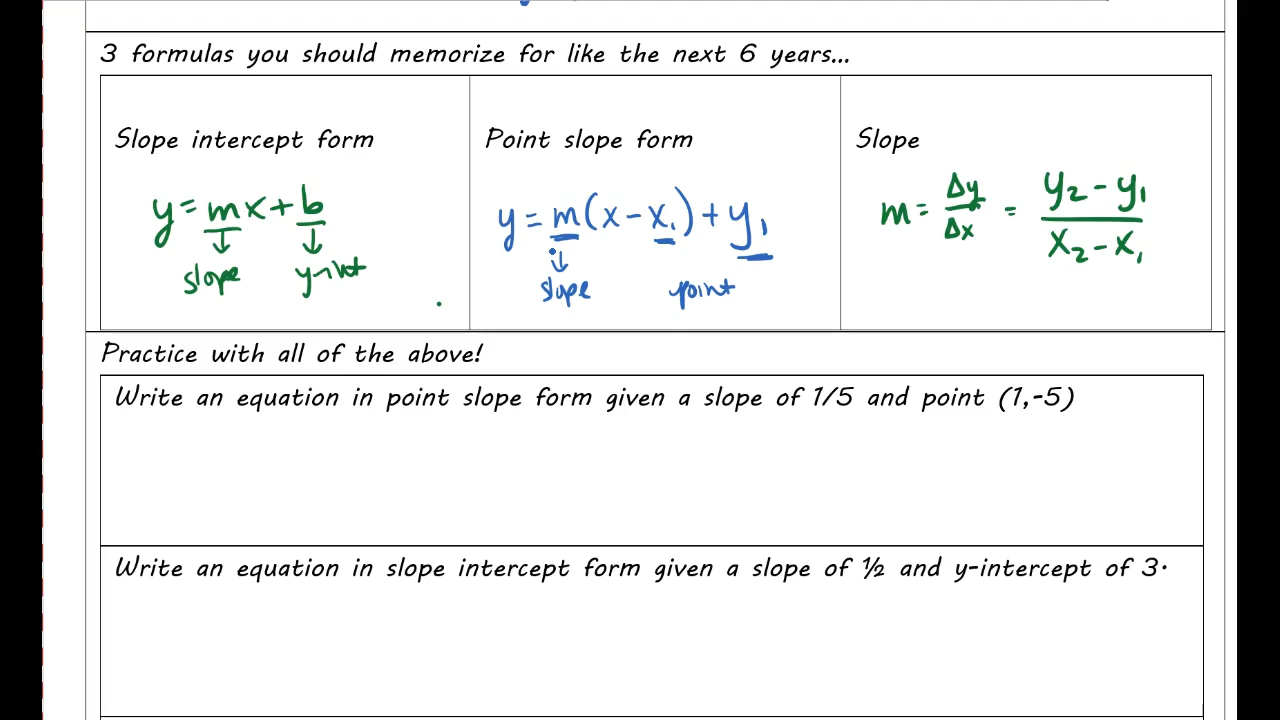 3 formulas you should memorize for like the next 6 years...
Slope intercept form
y = mx + b
slope
y-int
Point slope form
y = m(x - x₁) + y₁
slope
point
Slope
m = Δy/Δx = (y₂ - y₁)/(x₂ - x₁)
Practice with all of the above!
Write an equation in point slope form given a slope of 1/5 and point (1,-5)
Write an equation in slope intercept form given a slope of ½ and y-intercept of 3.